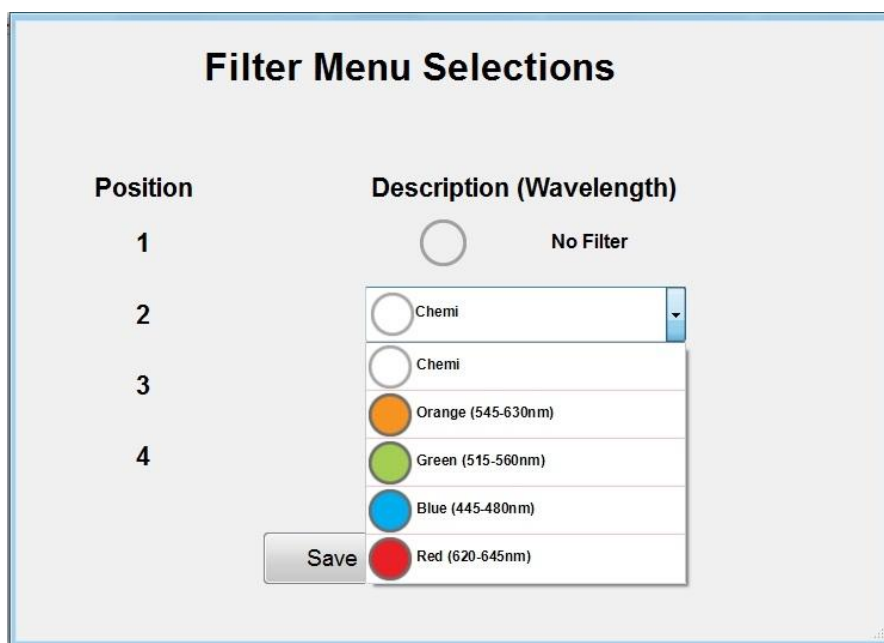 Filter Menu Selections
Position Description (Wavelength)
1 No Filter
2 Chemi
Chemi
3
Orange (545-630nm)
4 Green (515-560nm)
Blue (445-480nm)
Save Red (620-645nm)